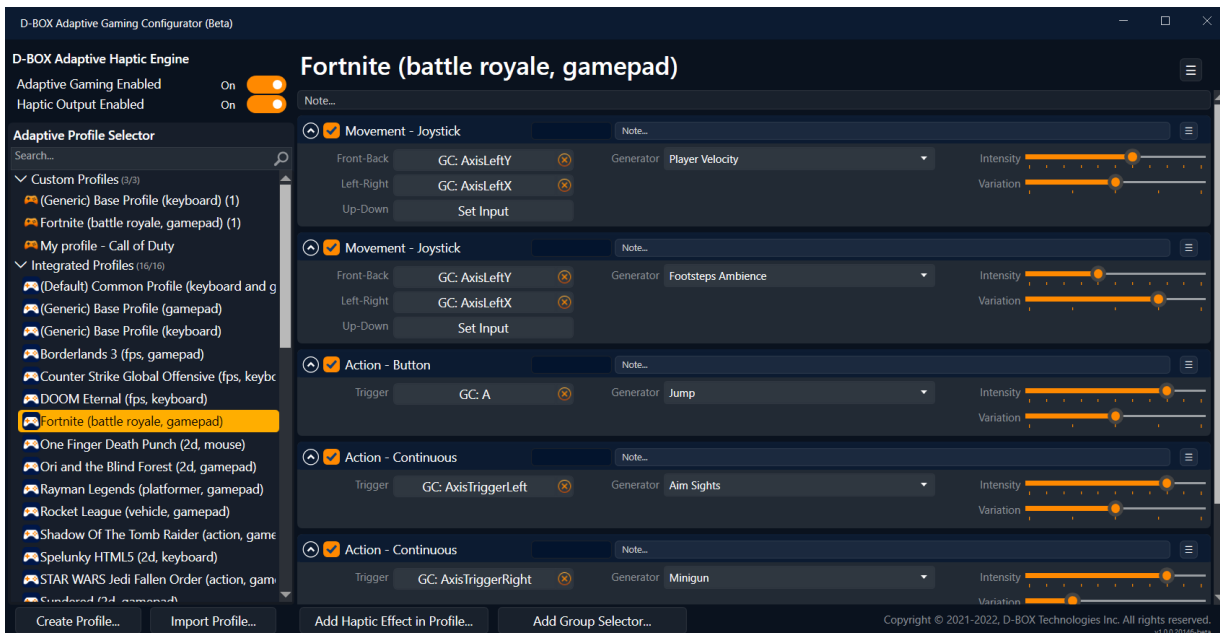 D-BOX Adaptive Gaming Configurator (Beta)
D-BOX Adaptive Haptic Engine
Adaptive Gaming Enabled On
Haptic Output Enabled On
Adaptive Profile Selector
Search...
Custom Profiles (3/3)
(Generic) Base Profile (keyboard) (1)
Fortnite (battle royale, gamepad) (1)
My profile - Call of Duty
Integrated Profiles (16/16)
(Default) Common Profile (keyboard and g
(Generic) Base Profile (gamepad)
(Generic) Base Profile (keyboard)
Borderlands 3 (fps, gamepad)
Counter Strike Global Offensive (fps, keybc
DOOM Eternal (fps, keyboard)
Fortnite (battle royale, gamepad)
One Finger Death Punch (2d, mouse)
Ori and the Blind Forest (2d, gamepad)
Rayman Legends (platformer, gamepad)
Rocket League (vehicle, gamepad)
Shadow Of The Tomb Raider (action, game
Spelunky HTML5 (2d, keyboard)
STAR WARS Jedi Fallen Order (action, gam
Sundered (2d, gamepad)
Create Profile... Import Profile...
Fortnite (battle royale, gamepad)
Note...
Movement - Joystick Note...
Front-Back GC: AxisLeftY Generator Player Velocity Intensity
Left-Right GC: AxisLeftX Variation
Up-Down Set Input
Movement - Joystick Note...
Front-Back GC: AxisLeftY Generator Footsteps Ambience Intensity
Left-Right GC: AxisLeftX Variation
Up-Down Set Input
Action - Button Note...
Trigger GC: A Generator Jump Intensity
Variation
Action - Continuous Note...
Trigger GC: AxisTriggerLeft Generator Aim Sights Intensity
Variation
Action - Continuous Note...
Trigger GC: AxisTriggerRight Generator Minigun Intensity
Variation
Add Haptic Effect in Profile... Add Group Selector...
Copyright © 2021-2022, D-BOX Technologies Inc. All rights reserved.
v1.0.0.20146-beta